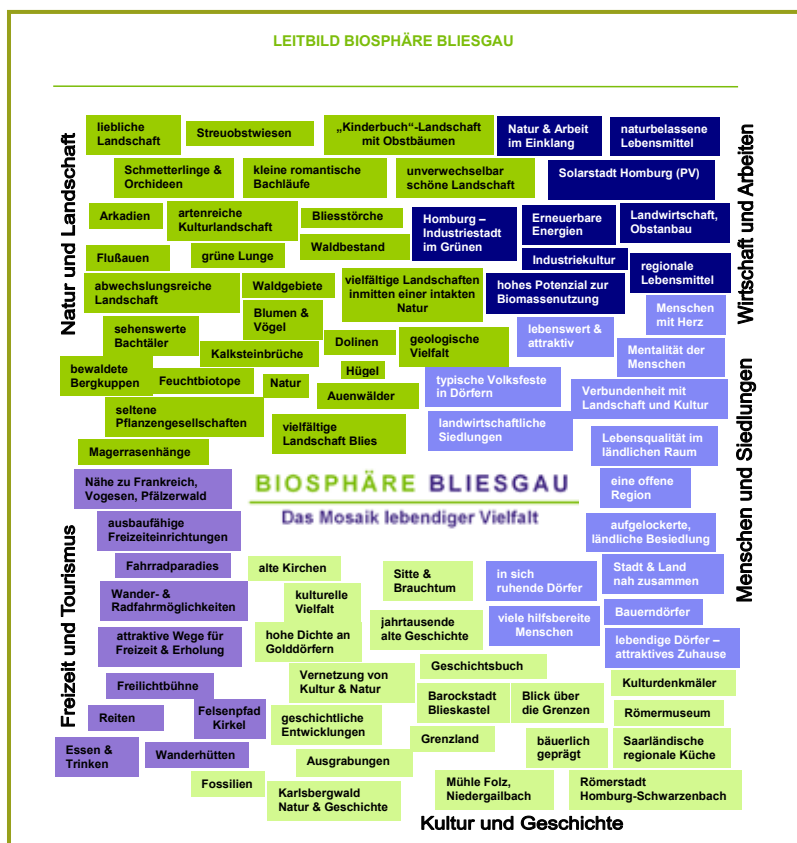 LEITBILD BIOSPHÄRE BLIESGAU
Natur und Landschaft
liebliche
Landschaft
Streuobstwiesen
„Kinderbuch“-Landschaft
mit Obstbäumen
Schmetterlinge &
Orchideen
kleine romantische
Bachläufe
unverwechselbar
schöne Landschaft
Arkadien
artenreiche
Kulturlandschaft
Bliesstörche
Flußauen
grüne Lunge
Waldbestand
abwechslungsreiche
Landschaft
Waldgebiete
vielfältige Landschaften
inmitten einer intakten
Natur
Blumen &
Vögel
sehenswerte
Bachtäler
Kalksteinbrüche
Dolinen
geologische
Vielfalt
bewaldete
Bergkuppen
Feuchtbiotope
Natur
Hügel
Auenwälder
seltene
Pflanzengesellschaften
vielfältige
Landschaft Blies
Magerrasenhänge
Wirtschaft und Arbeiten
Natur & Arbeit
im Einklang
naturbelassene
Lebensmittel
Solarstadt Homburg (PV)
Homburg –
Industriestadt
im Grünen
Erneuerbare
Energien
Landwirtschaft,
Obstanbau
Industriekultur
hohes Potenzial zur
Biomassenutzung
regionale
Lebensmittel
Menschen und Siedlungen
Menschen
mit Herz
lebenswert &
attraktiv
Mentalität der
Menschen
typische Volksfeste
in Dörfern
Verbundenheit mit
Landschaft und Kultur
landwirtschaftliche
Siedlungen
Lebensqualität im
ländlichen Raum
eine offene
Region
aufgelockerte,
ländliche Besiedlung
in sich
ruhende Dörfer
Stadt & Land
nah zusammen
viele hilfsbereite
Menschen
Bauerndörfer
lebendige Dörfer –
attraktives Zuhause
BIOSPHÄRE BLIESGAU
Das Mosaik lebendiger Vielfalt
Freizeit und Tourismus
Nähe zu Frankreich,
Vogesen, Pfälzerwald
ausbaufähige
Freizeiteinrichtungen
Fahrradparadies
Wander- &
Radfahrmöglichkeiten
attraktive Wege für
Freizeit & Erholung
Freilichtbühne
Reiten
Felsenpfad
Kirkel
Essen &
Trinken
Wanderhütten
alte Kirchen
Sitte &
Brauchtum
kulturelle
Vielfalt
hohe Dichte an
Golddörfern
jahrtausende
alte Geschichte
Vernetzung von
Kultur & Natur
Geschichtsbuch
Kulturdenkmäler
geschichtliche
Entwicklungen
Barockstadt
Blieskastel
Blick über
die Grenzen
Römermuseum
Grenzland
bäuerlich
geprägt
Saarländische
regionale Küche
Ausgrabungen
Fossilien
Karlsbergwald
Natur & Geschichte
Mühle Folz,
Niedergailbach
Römerstadt
Homburg-Schwarzenbach
Kultur und Geschichte